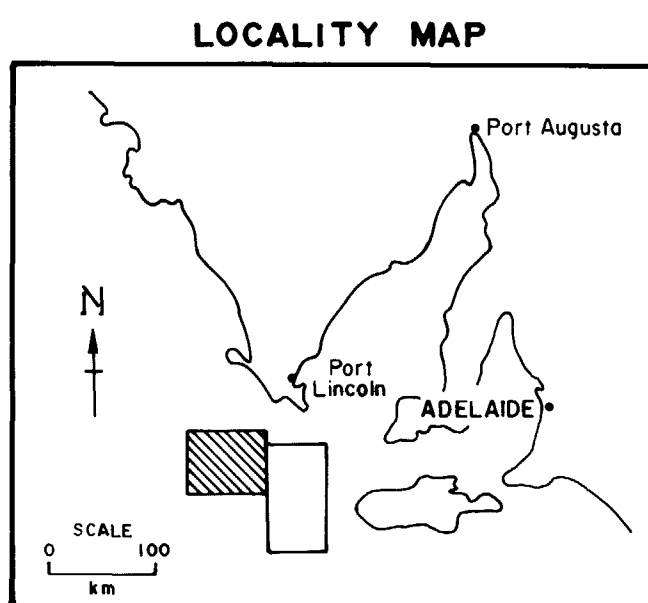 LOCALITY MAP
Port Augusta
N
Port
Lincoln
ADELAIDE
SCALE
0 100
km